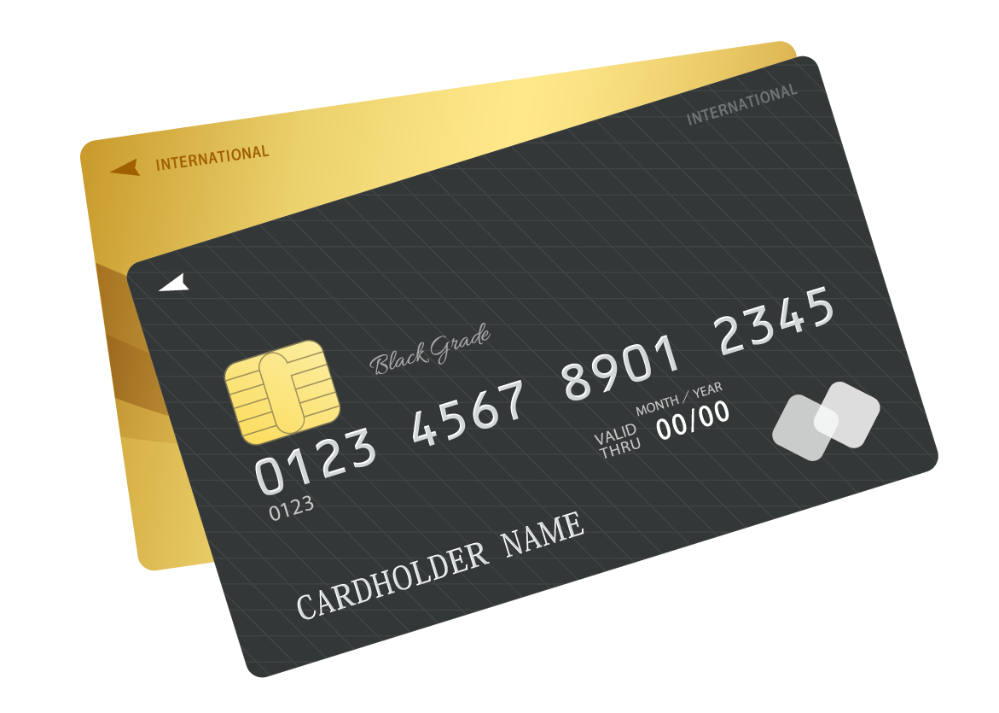 INTERNATIONAL
INTERNATIONAL
Black Grade
0123 4567 8901 2345
0123
MONTH / YEAR
VALID THRU 00/00
CARDHOLDER NAME